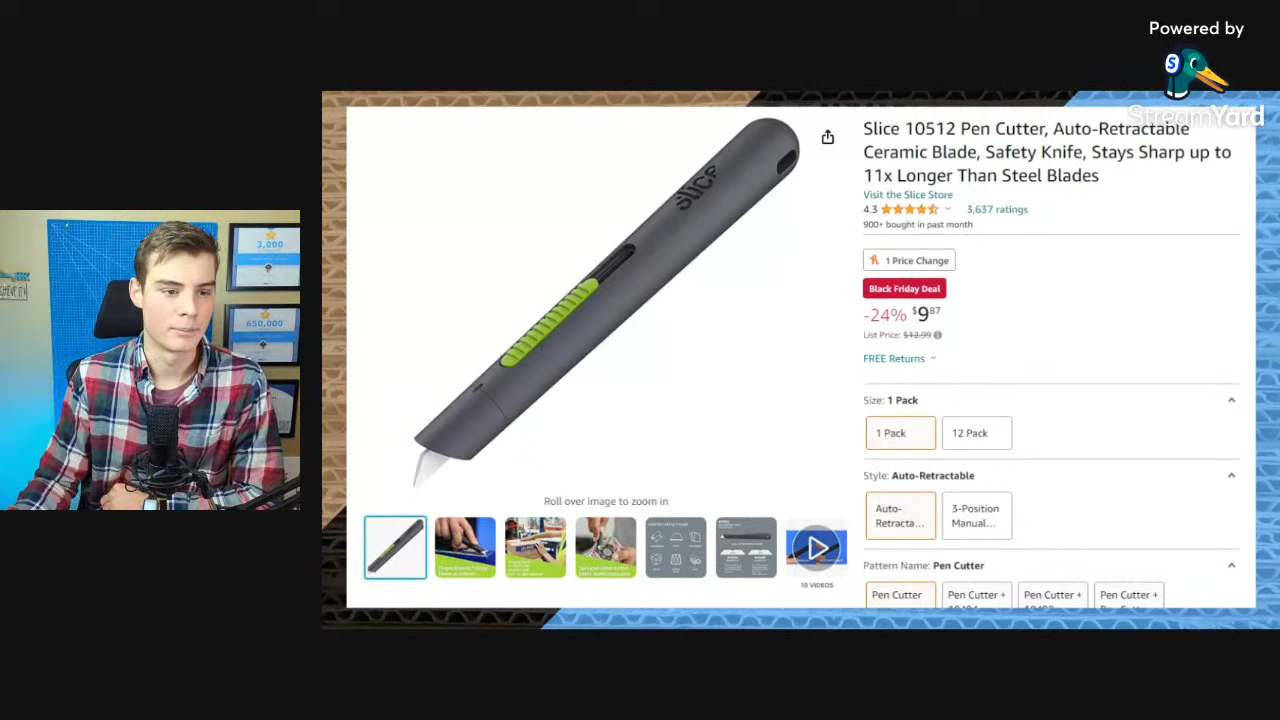 Powered by
S
StreamYard
3,000
650,000
SLICE
Slice 10512 Pen Cutter, Auto-Retractable
Ceramic Blade, Safety Knife, Stays Sharp up to
11x Longer Than Steel Blades
Visit the Slice Store
4.3
3,637 ratings
900+ bought in past month
1 Price Change
Black Friday Deal
-24% $9 87
List Price: $12.99
FREE Returns
Size: 1 Pack
1 Pack
12 Pack
Style: Auto-Retractable
Auto-
Retracta...
3-Position
Manual...
Pattern Name: Pen Cutter
Pen Cutter
Pen Cutter +
Pen Cutter +
Pen Cutter +
Roll over image to zoom in
10 VIDEOS